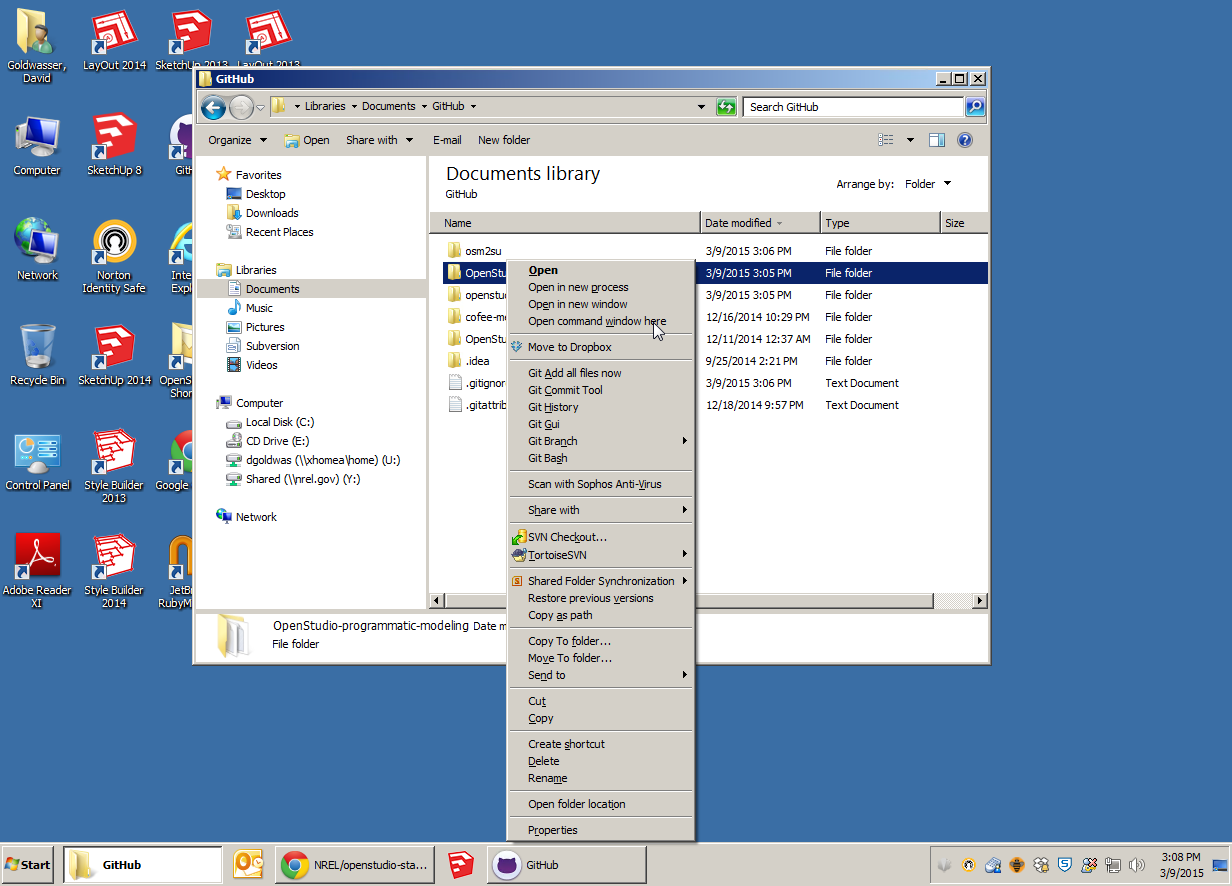 Goldwasser, David
LayOut 2014
SketchUp 2013
LayOut 2013
Computer
SketchUp 8
GitH
Network
Norton Identity Safe
Inte
Expl
Recycle Bin
SketchUp 2014
OpenS
Shor
Control Panel
Style Builder 2013
Google
Adobe Reader XI
Style Builder 2014
JetB
RubyM
GitHub
Libraries Documents GitHub
Search GitHub
Organize Open Share with E-mail New folder
Favorites
Desktop
Downloads
Recent Places
Libraries
Documents
Music
Pictures
Subversion
Videos
Computer
Local Disk (C:)
CD Drive (E:)
dgoldwas (\\xhomea\home) (U:)
Shared (\\nrel.gov) (Y:)
Network
Documents library
GitHub
Arrange by: Folder
Name Date modified Type Size
osm2su 3/9/2015 3:06 PM File folder
OpenStu 3/9/2015 3:05 PM File folder
openstu 3/9/2015 3:05 PM File folder
cofee-me 12/16/2014 10:29 PM File folder
OpenStu 12/11/2014 12:37 AM File folder
.idea 9/25/2014 2:21 PM File folder
.gitignor 3/9/2015 3:06 PM Text Document
.gitattrib 12/18/2014 9:57 PM Text Document
Open
Open in new process
Open in new window
Open command window here
Move to Dropbox
Git Add all files now
Git Commit Tool
Git History
Git Gui
Git Branch
Git Bash
Scan with Sophos Anti-Virus
Share with
SVN Checkout...
TortoiseSVN
Shared Folder Synchronization
Restore previous versions
Copy as path
Copy To folder...
Move To folder...
Send to
Cut
Copy
Create shortcut
Delete
Rename
Open folder location
Properties
OpenStudio-programmatic-modeling Date m
File folder
Start
GitHub
NREL/openstudio-sta...
GitHub
3:08 PM
3/9/2015